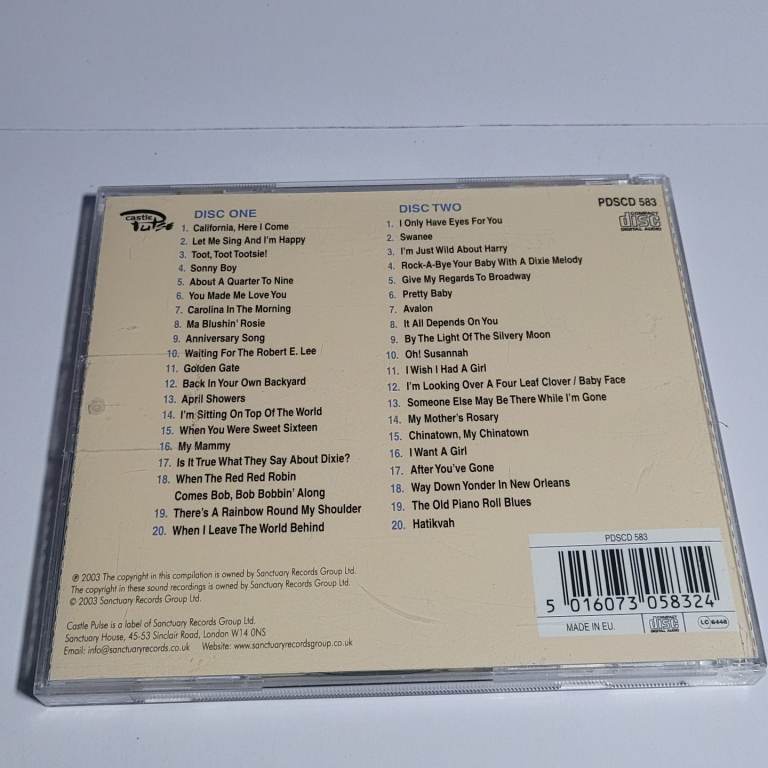 castle
Pulse
DISC ONE
1. California, Here I Come
2. Let Me Sing And I'm Happy
3. Toot, Toot Tootsie!
4. Sonny Boy
5. About A Quarter To Nine
6. You Made Me Love You
7. Carolina In The Morning
8. Ma Blushin' Rosie
9. Anniversary Song
10. Waiting For The Robert E. Lee
11. Golden Gate
12. Back In Your Own Backyard
13. April Showers
14. I'm Sitting On Top Of The World
15. When You Were Sweet Sixteen
16. My Mammy
17. Is It True What They Say About Dixie?
18. When The Red Red Robin
Comes Bob, Bob Bobbin' Along
19. There's A Rainbow Round My Shoulder
20. When I Leave The World Behind
DISC TWO
1. I Only Have Eyes For You
2. Swanee
3. I'm Just Wild About Harry
4. Rock-A-Bye Your Baby With A Dixie Melody
5. Give My Regards To Broadway
6. Pretty Baby
7. Avalon
8. It All Depends On You
9. By The Light Of The Silvery Moon
10. Oh! Susannah
11. I Wish I Had A Girl
12. I'm Looking Over A Four Leaf Clover / Baby Face
13. Someone Else May Be There While I'm Gone
14. My Mother's Rosary
15. Chinatown, My Chinatown
16. I Want A Girl
17. After You've Gone
18. Way Down Yonder In New Orleans
19. The Old Piano Roll Blues
20. Hatikvah
PDSCD 583
COMPACT
disc
DIGITAL AUDIO
℗ 2003 The copyright in this compilation is owned by Sanctuary Records Group Ltd.
The copyright in these sound recordings is owned by Sanctuary Records Group Ltd.
© 2003 Sanctuary Records Group Ltd.
Castle Pulse is a label of Sanctuary Records Group Ltd.
Sanctuary House, 45-53 Sinclair Road, London W14 0NS
Email: info@sanctuaryrecords.co.uk Website: www.sanctuaryrecordsgroup.co.uk
PDSCD 583
5 016073 058324
MADE IN EU.
COMPACT
disc
DIGITAL AUDIO
LC 6448